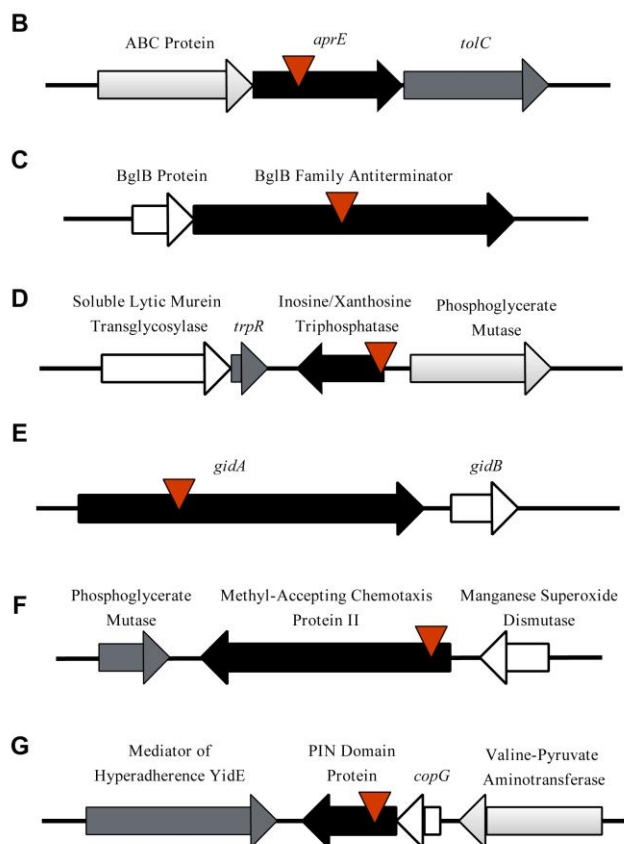 B
ABC Protein aprE tolC
C
BglB Protein BglB Family Antiterminator
D
Soluble Lytic Murein Inosine/Xanthosine Phosphoglycerate
Transglycosylase trpR Triphosphatase Mutase
E
gidA gidB
F
Phosphoglycerate Methyl-Accepting Chemotaxis Manganese Superoxide
Mutase Protein II Dismutase
G
Mediator of PIN Domain Valine-Pyruvate
Hyperadherence YidE Protein copG Aminotransferase